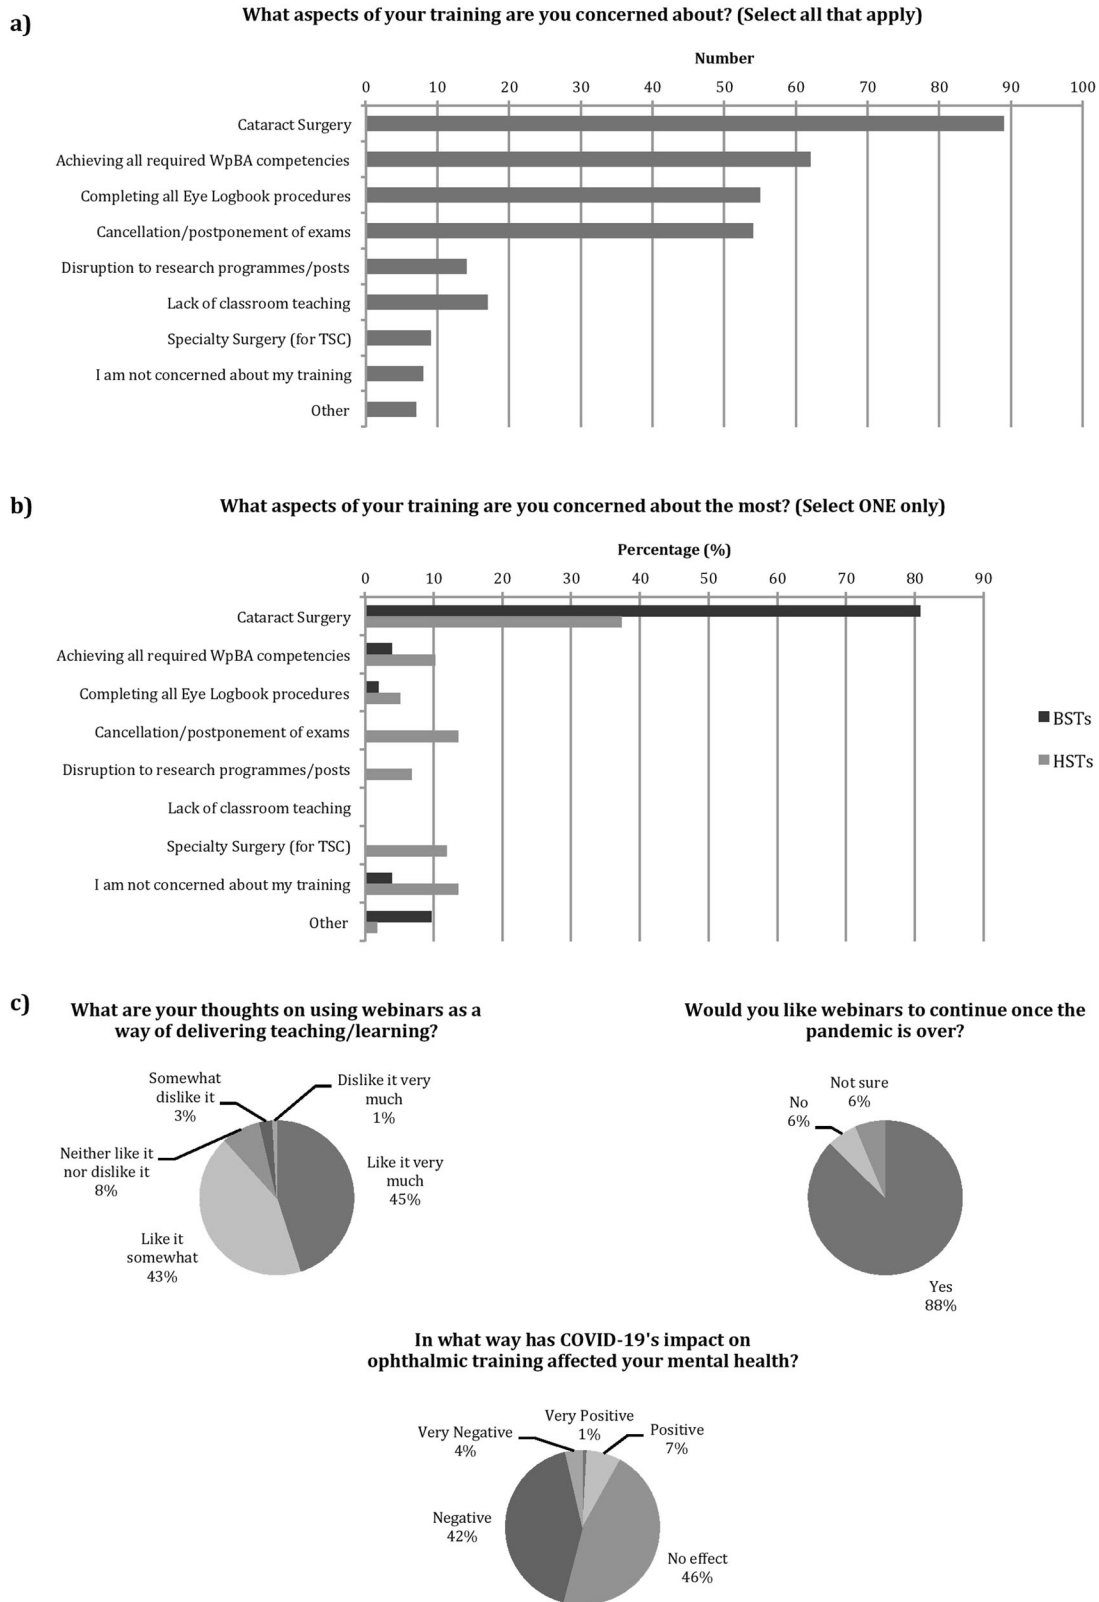 a)
What aspects of your training are you concerned about? (Select all that apply)
Number
0 10 20 30 40 50 60 70 80 90 100
Cataract Surgery
Achieving all required WpBA competencies
Completing all Eye Logbook procedures
Cancellation/postponement of exams
Disruption to research programmes/posts
Lack of classroom teaching
Specialty Surgery (for TSC)
I am not concerned about my training
Other
b)
What aspects of your training are you concerned about the most? (Select ONE only)
Percentage (%)
0 10 20 30 40 50 60 70 80 90
Cataract Surgery
Achieving all required WpBA competencies
Completing all Eye Logbook procedures
Cancellation/postponement of exams
Disruption to research programmes/posts
Lack of classroom teaching
Specialty Surgery (for TSC)
I am not concerned about my training
Other
BSTs
HSTs
c)
What are your thoughts on using webinars as a
way of delivering teaching/learning?
Somewhat
dislike it
3%
Dislike it very
much
1%
Neither like it
nor dislike it
8%
Like it very
much
45%
Like it
somewhat
43%
Would you like webinars to continue once the
pandemic is over?
Not sure
6%
No
6%
Yes
88%
In what way has COVID-19's impact on
ophthalmic training affected your mental health?
Very Positive
1%
Very Negative
4%
Positive
7%
Negative
42%
No effect
46%